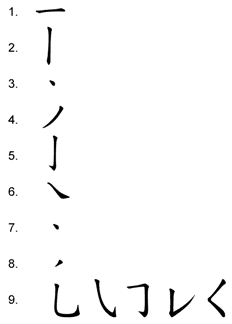 1. 一
2. 丨
3. 丶
4. 丿
5. 亅
6. ㇏
7. 丶
8. ㇒
9. ㇗ ㇂ ㇕ ㇙ ㇛